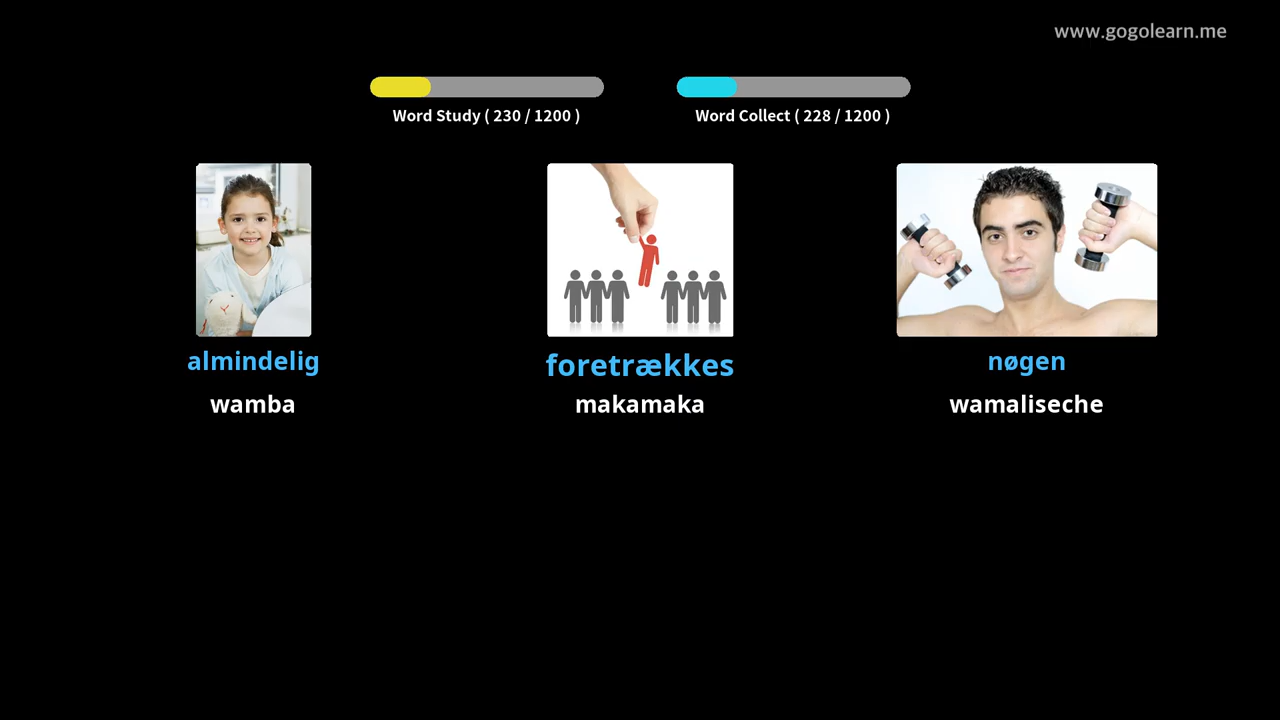 www.gogolearn.me
Word Study ( 230 / 1200 )
Word Collect ( 228 / 1200 )
almindelig
wamba
foretrækkes
makamaka
nøgen
wamaliseche